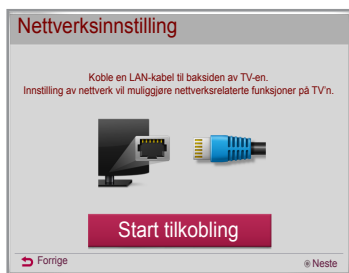 Nettverksinnstilling
Koble en LAN-kabel til baksiden av TV-en.
Innstilling av nettverk vil muliggjøre nettverksrelaterte funksjoner på TV'n.
Start tilkobling
Forrige
Neste